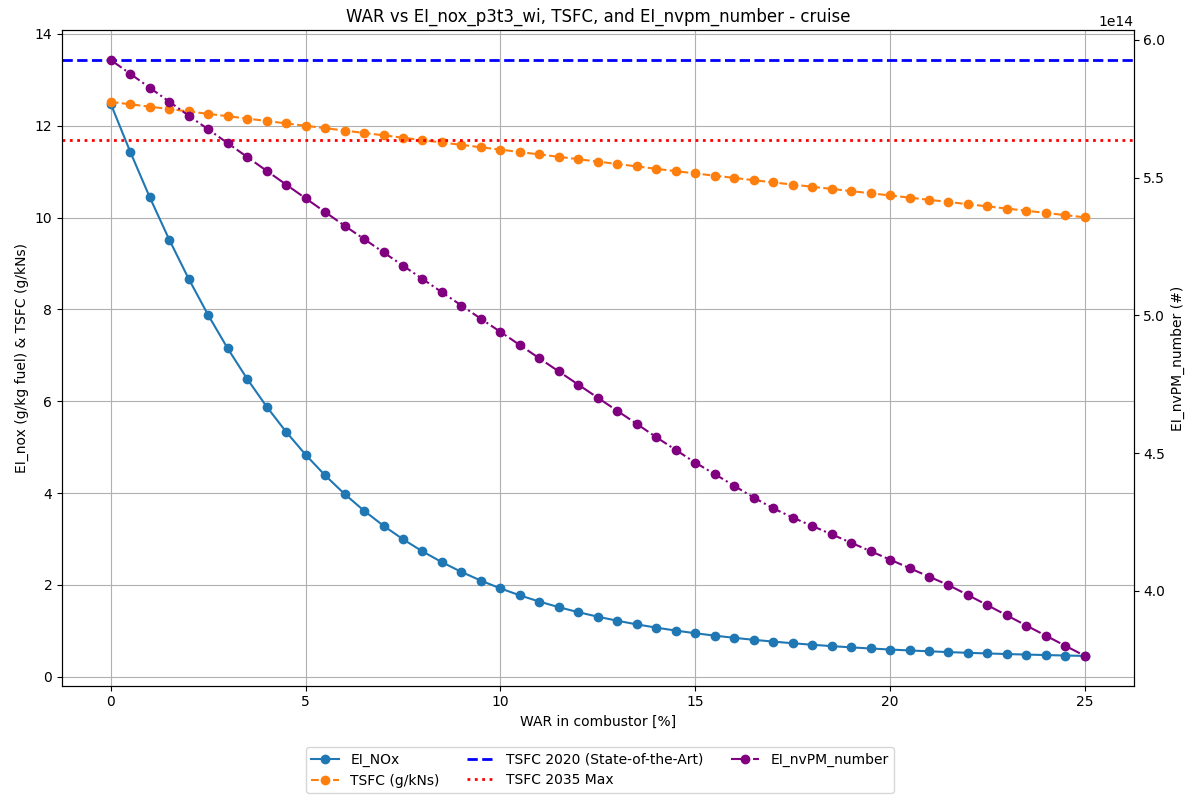 WAR vs EI_nox_p3t3_wi, TSFC, and EI_nvpm_number - cruise
1e14
14
12
10
8
6
4
2
0
EI_nox (g/kg fuel) & TSFC (g/kNs)
6.0
5.5
5.0
4.5
4.0
EI_nvPM_number (#)
0 5 10 15 20 25
WAR in combustor [%]
EI_NOx TSFC 2020 (State-of-the-Art) EI_nvPM_number
TSFC (g/kNs) TSFC 2035 Max